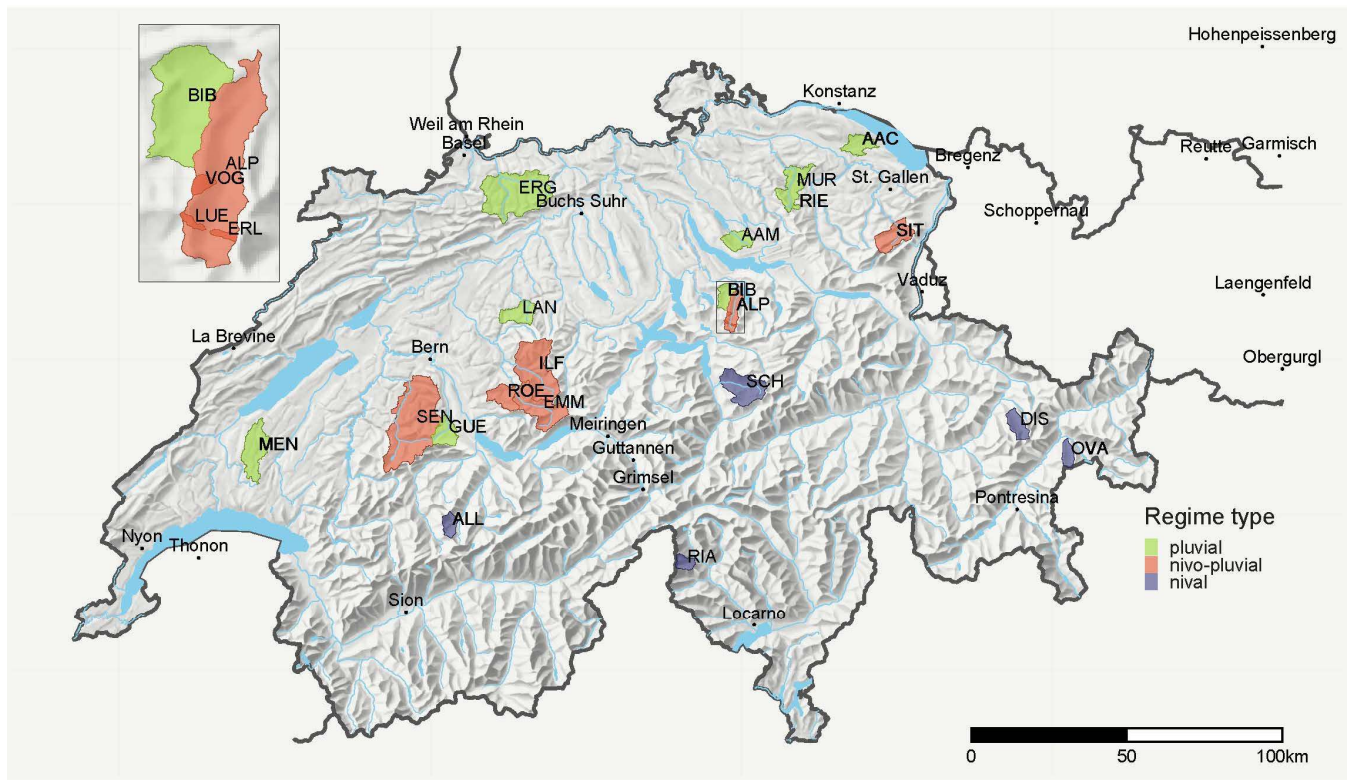 Hohenpeissenberg
Konstanz
BIB
Weil am Rhein
Basel
AAC
Bregenz
Reutte
Garmisch
ALP
VOG
MUR
St. Gallen
ERG
RIE
Buchs Suhr
Schoppernau
LUE
ERL
AAM
SIT
Vaduz
Laengenfeld
BIB
ALP
LAN
La Brevine
Bern
ILF
Obergurgl
SCH
ROE
EMM
SEN
GUE
Meiringen
DIS
MEN
Guttannen
OVA
Grimsel
Pontresina
ALL
Regime type
Nyon
Thonon
pluvial
RIA
nivo-pluvial
nival
Sion
Locarno
0
50
100km